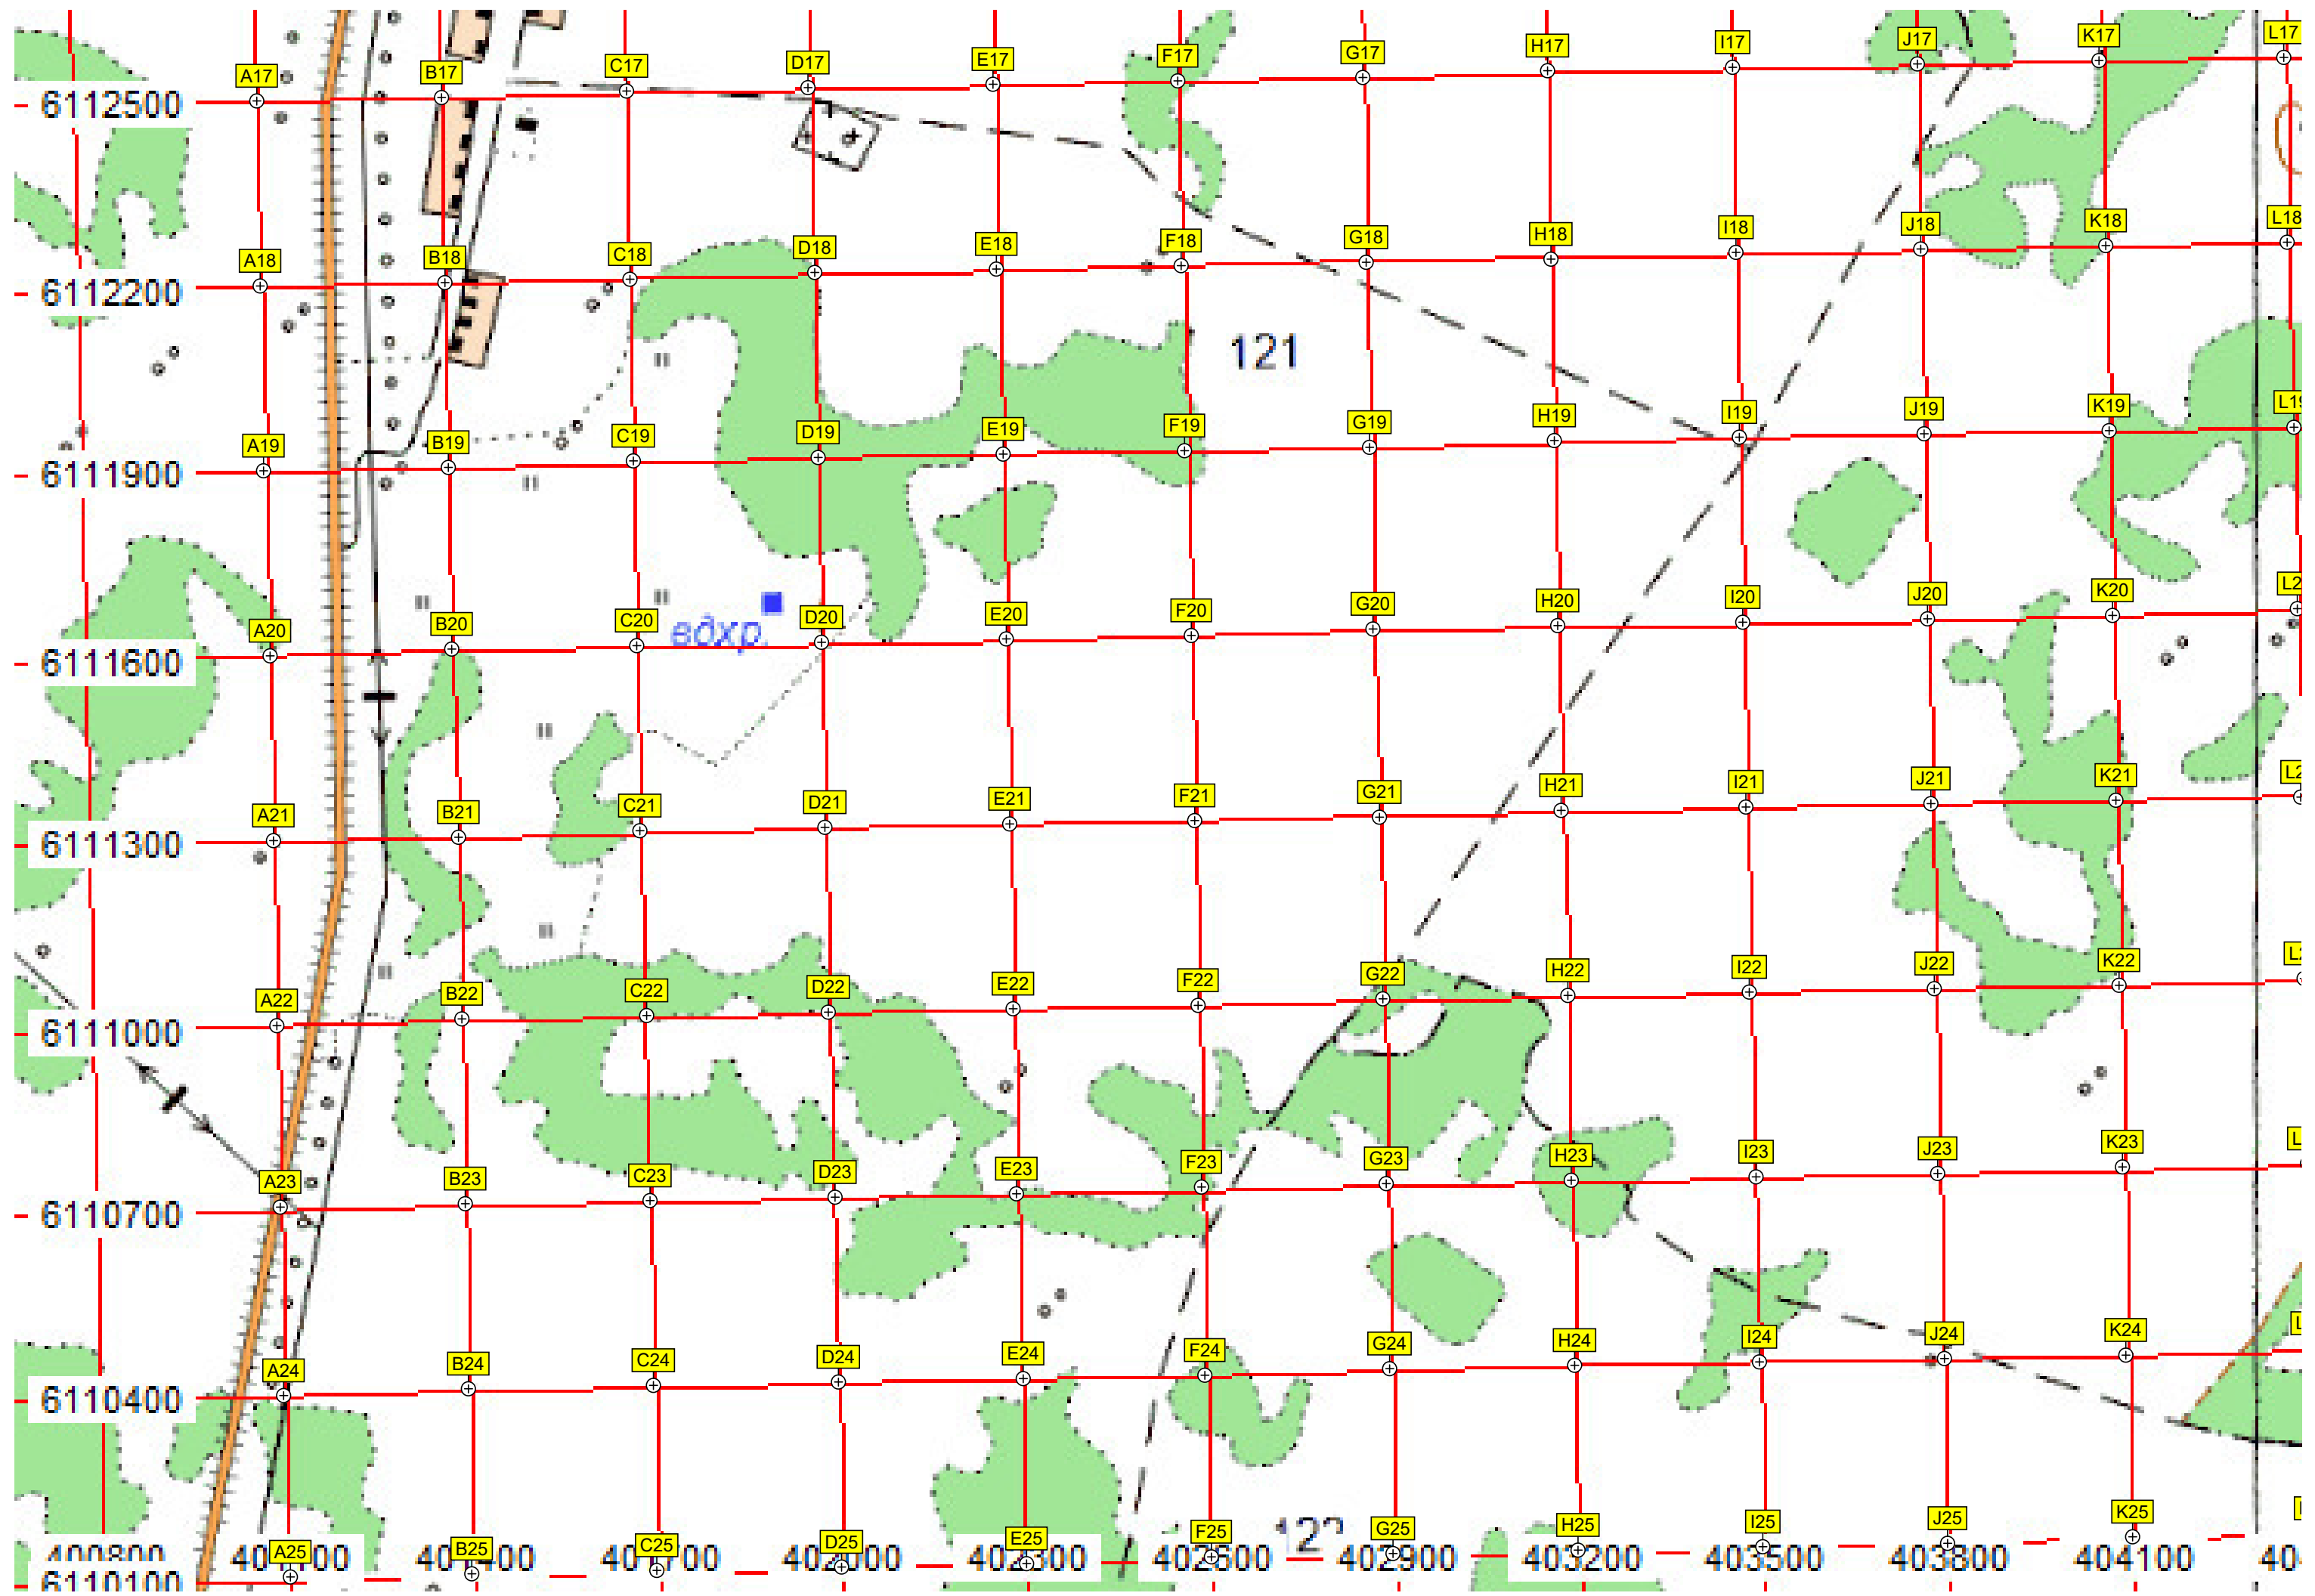 A17 B17 C17 D17 E17 F17 G17 H17 I17 J17 K17 L17
6112500
A18 B18 C18 D18 E18 F18 G18 H18 I18 J18 K18 L18
6112200
121
A19 B19 C19 D19 E19 F19 G19 H19 I19 J19 K19
6111900
A20 B20 C20 D20 E20 F20 G20 H20 I20 J20 K20
вдхр.
6111600
A21 B21 C21 D21 E21 F21 G21 H21 I21 J21 K21
6111300
A22 B22 C22 D22 E22 F22 G22 H22 I22 J22 K22
6111000
A23 B23 C23 D23 E23 F23 G23 H23 I23 J23 K23
6110700
A24 B24 C24 D24 E24 F24 G24 H24 I24 J24 K24
6110400
A25 B25 C25 D25 E25 F25 G25 H25 I25 J25 K25
400800 402600 402900 403200 403500 403800 404100
6110100